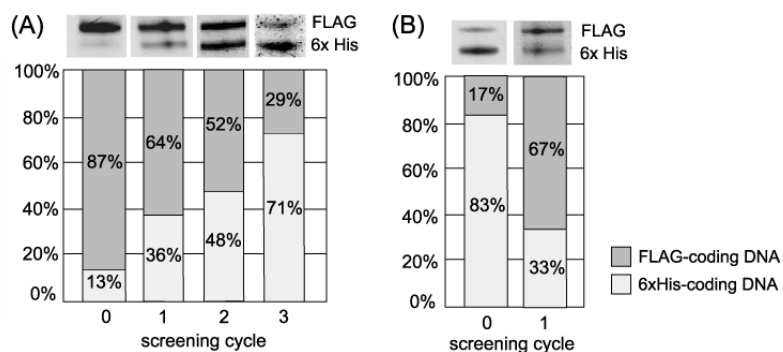 (A)
FLAG
6x His
100%
80%
60%
40%
20%
0%
87%
13%
64%
36%
52%
48%
29%
71%
0 1 2 3
screening cycle
(B)
FLAG
6x His
100%
80%
60%
40%
20%
0%
17%
83%
67%
33%
0 1
screening cycle
FLAG-coding DNA
6xHis-coding DNA